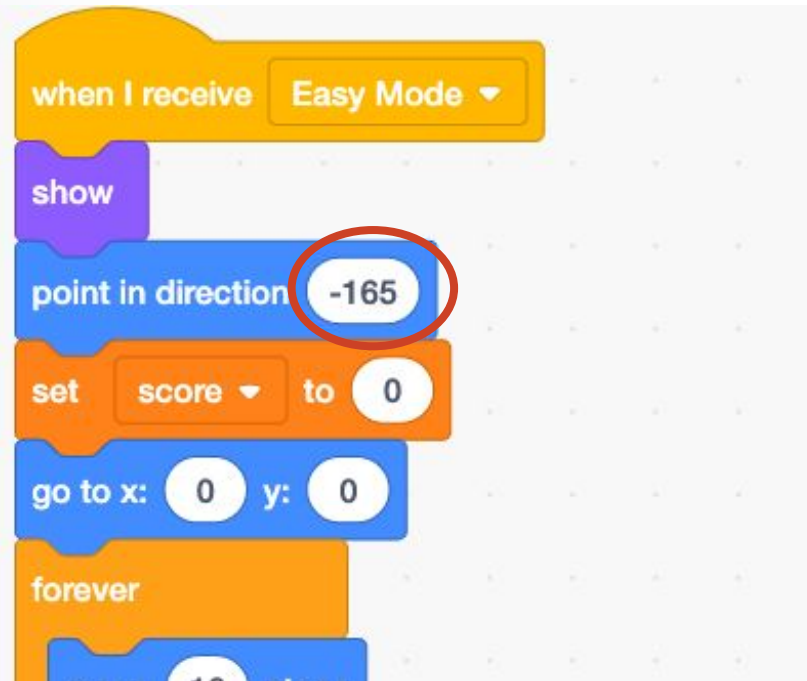 when I receive Easy Mode
show
point in direction -165
set score to 0
go to x: 0 y: 0
forever